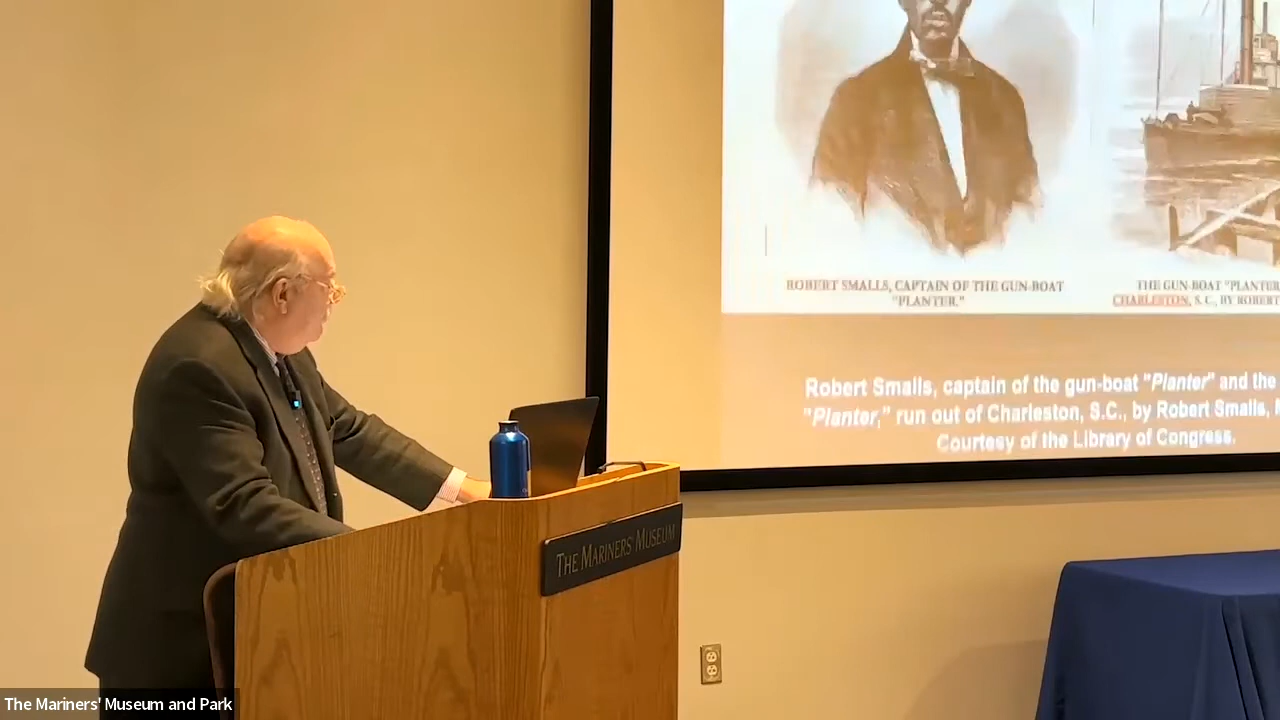 ROBERT SMALLS, CAPTAIN OF THE GUN-BOAT
"PLANTER."
THE GUN-BOAT "PLANTER
CHARLESTON, S. C., BY ROBERT
Robert Smalls, captain of the gun-boat "Planter" and the
"Planter," run out of Charleston, S.C., by Robert Smalls,
Courtesy of the Library of Congress.
THE MARINERS' MUSEUM
The Mariners' Museum and Park